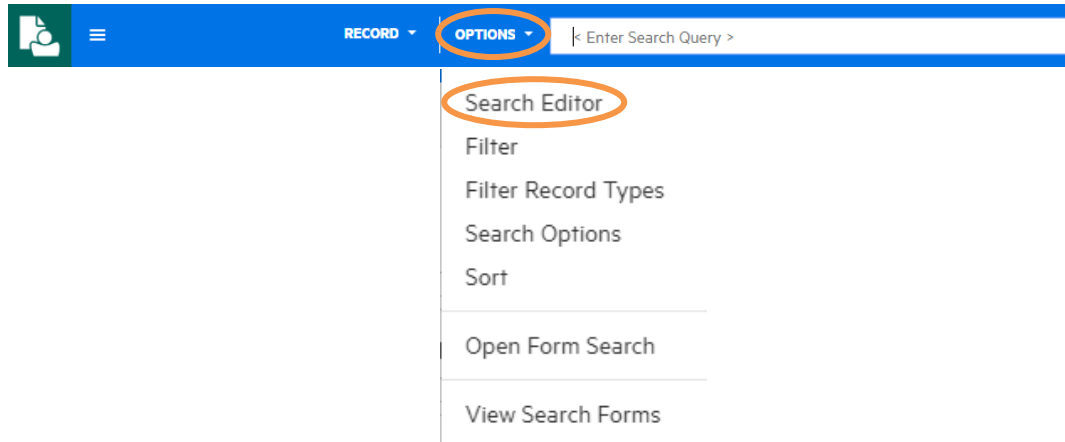 RECORD OPTIONS < Enter Search Query >
Search Editor
Filter
Filter Record Types
Search Options
Sort
Open Form Search
View Search Forms